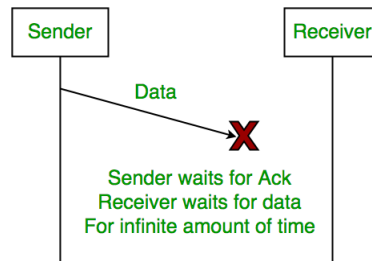 Sender
Receiver
Data
Sender waits for Ack
Receiver waits for data
For infinite amount of time